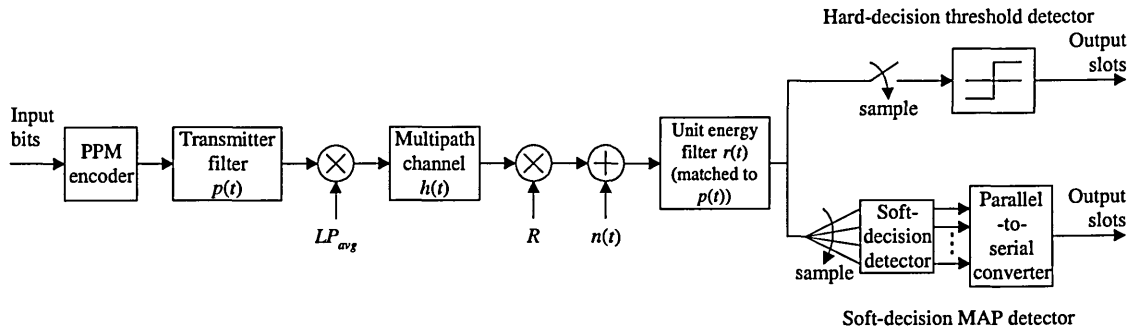 Hard-decision threshold detector
Output
slots
sample
Input
bits
PPM
encoder
Transmitter
filter
p(t)
LP_avg
Multipath
channel
h(t)
R
n(t)
Unit energy
filter r(t)
(matched to
p(t))
sample
Soft-
decision
detector
Parallel
-to-
serial
converter
Output
slots
Soft-decision MAP detector